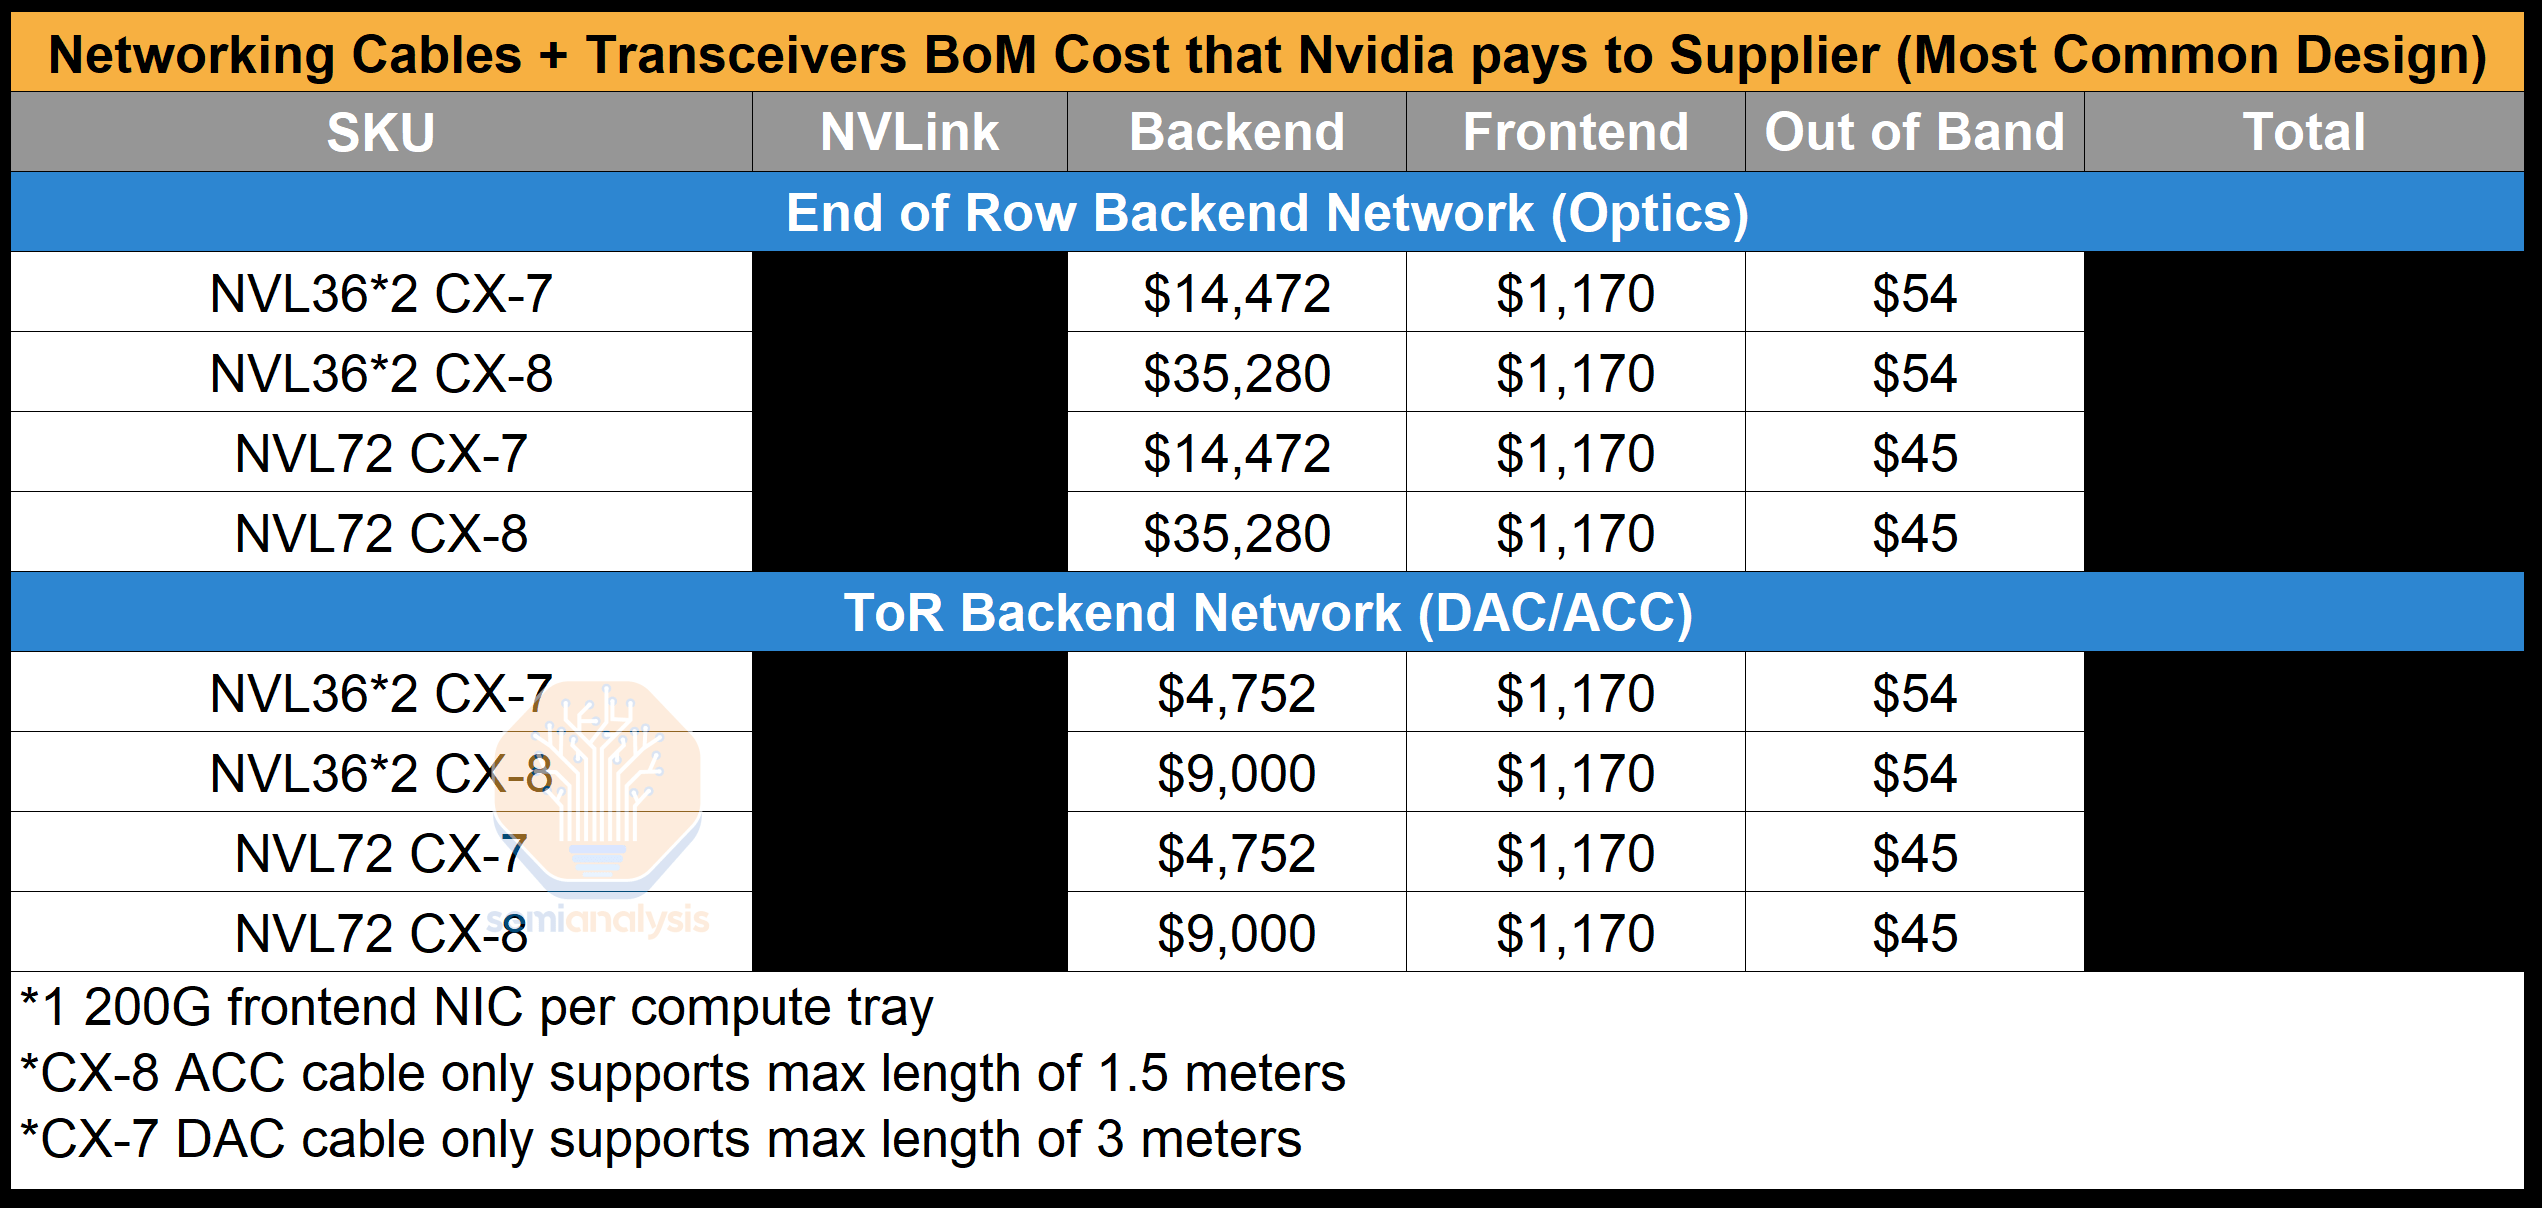 Networking Cables + Transceivers BoM Cost that Nvidia pays to Supplier (Most Common Design)
SKU NVLink Backend Frontend Out of Band Total
End of Row Backend Network (Optics)
NVL36*2 CX-7 $14,472 $1,170 $54
NVL36*2 CX-8 $35,280 $1,170 $54
NVL72 CX-7 $14,472 $1,170 $45
NVL72 CX-8 $35,280 $1,170 $45
ToR Backend Network (DAC/ACC)
NVL36*2 CX-7 $4,752 $1,170 $54
NVL36*2 CX-8 $9,000 $1,170 $54
NVL72 CX-7 $4,752 $1,170 $45
NVL72 CX-8 $9,000 $1,170 $45
semianalysis
*1 200G frontend NIC per compute tray
*CX-8 ACC cable only supports max length of 1.5 meters
*CX-7 DAC cable only supports max length of 3 meters